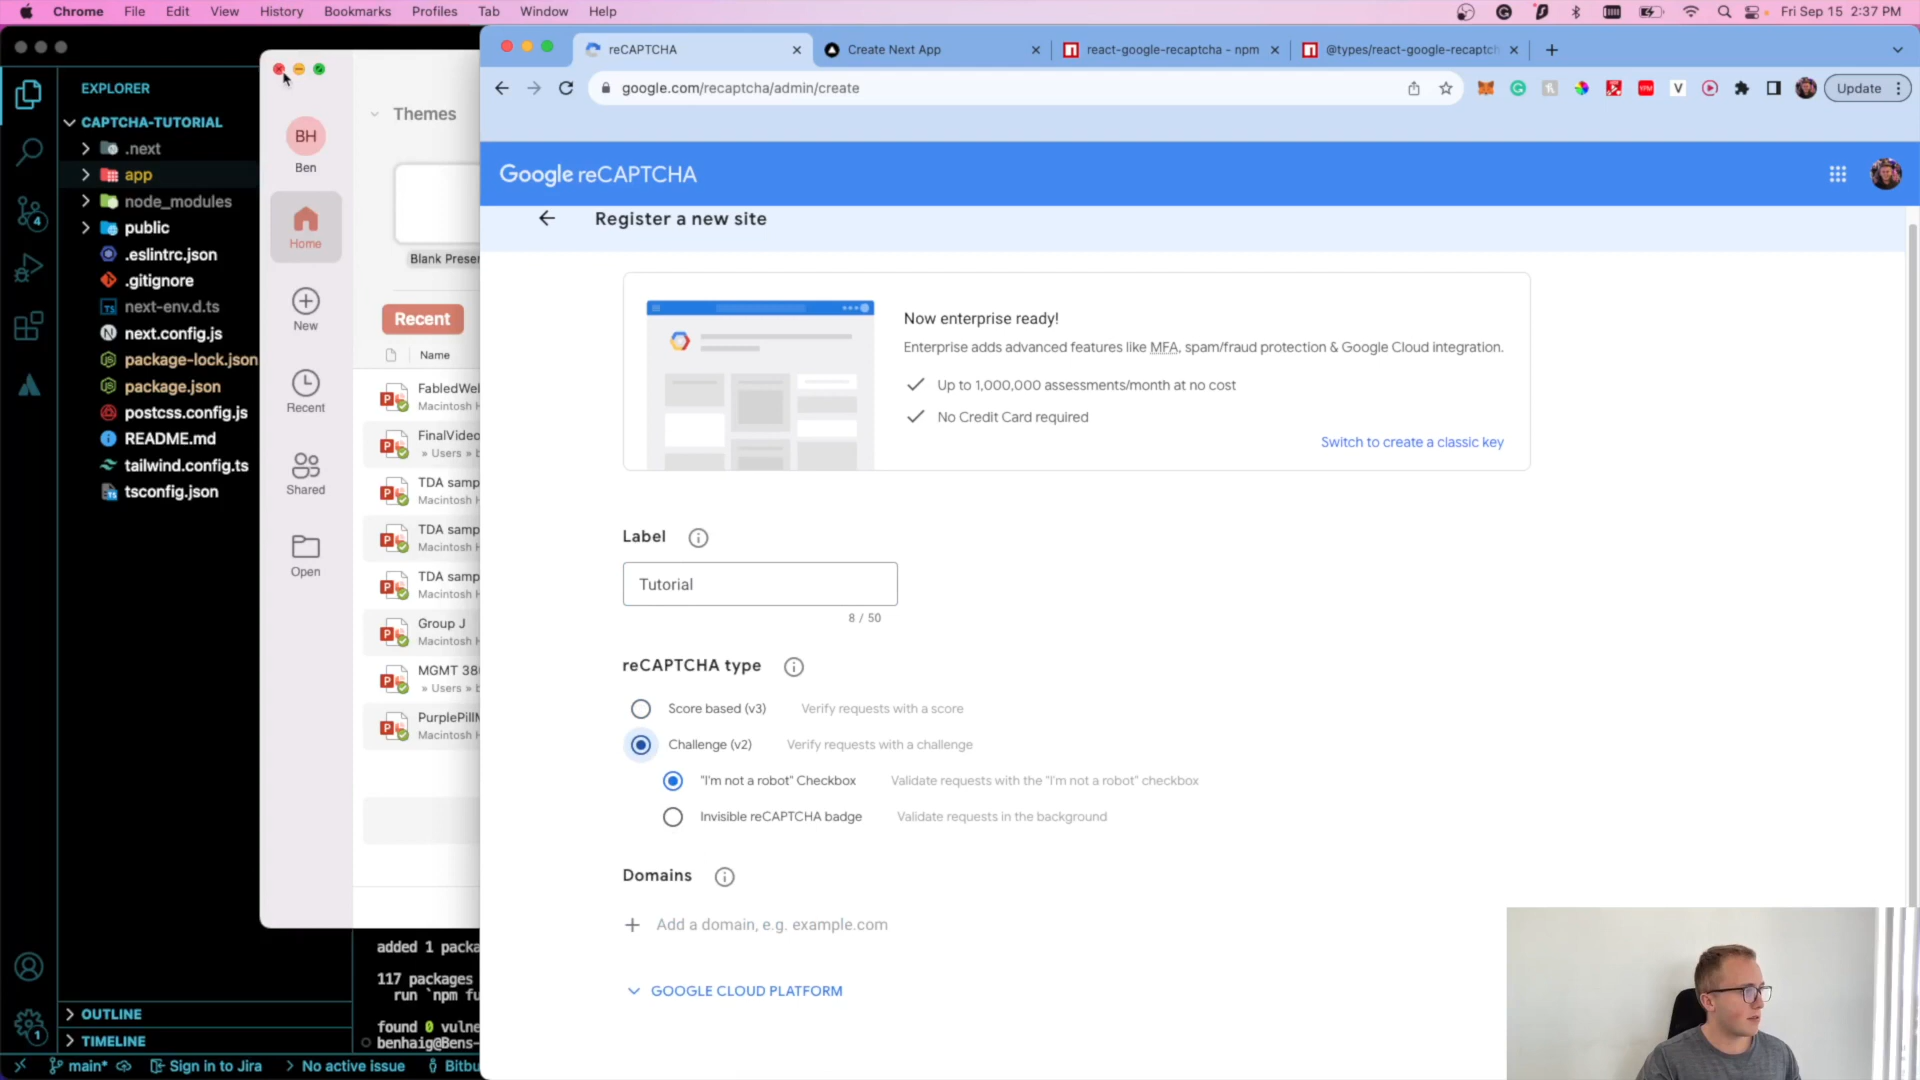 Chrome File Edit View History Bookmarks Profiles Tab Window Help
Fri Sep 15 2:37 PM
EXPLORER
CAPTCHA-TUTORIAL
.next
app
node_modules
public
.eslintrc.json
.gitignore
next-env.d.ts
next.config.js
package-lock.json
package.json
postcss.config.js
README.md
tailwind.config.ts
tsconfig.json
OUTLINE
TIMELINE
main* Sign in to Jira No active issue Bitbu
4
1
BH
Ben
Home
New
Recent
Shared
Open
Themes
Blank Presen
Recent
Name
FabledWel
Macintosh H
FinalVideo
» Users » b
TDA samp
Macintosh H
TDA samp
Macintosh H
TDA samp
Macintosh H
Group J
Macintosh H
MGMT 38
» Users » b
PurplePillM
Macintosh H
added 1 packa
117 packages
run `npm fu
found 0 vulne
benhaig@Bens-
reCAPTCHA
Create Next App
react-google-recaptcha - npm
@types/react-google-recaptch
google.com/recaptcha/admin/create
Update
Google reCAPTCHA
Register a new site
Now enterprise ready!
Enterprise adds advanced features like MFA, spam/fraud protection & Google Cloud integration.
Up to 1,000,000 assessments/month at no cost
No Credit Card required
Switch to create a classic key
Label
Tutorial
8 / 50
reCAPTCHA type
Score based (v3) Verify requests with a score
Challenge (v2) Verify requests with a challenge
"I'm not a robot" Checkbox Validate requests with the "I'm not a robot" checkbox
Invisible reCAPTCHA badge Validate requests in the background
Domains
Add a domain, e.g. example.com
GOOGLE CLOUD PLATFORM